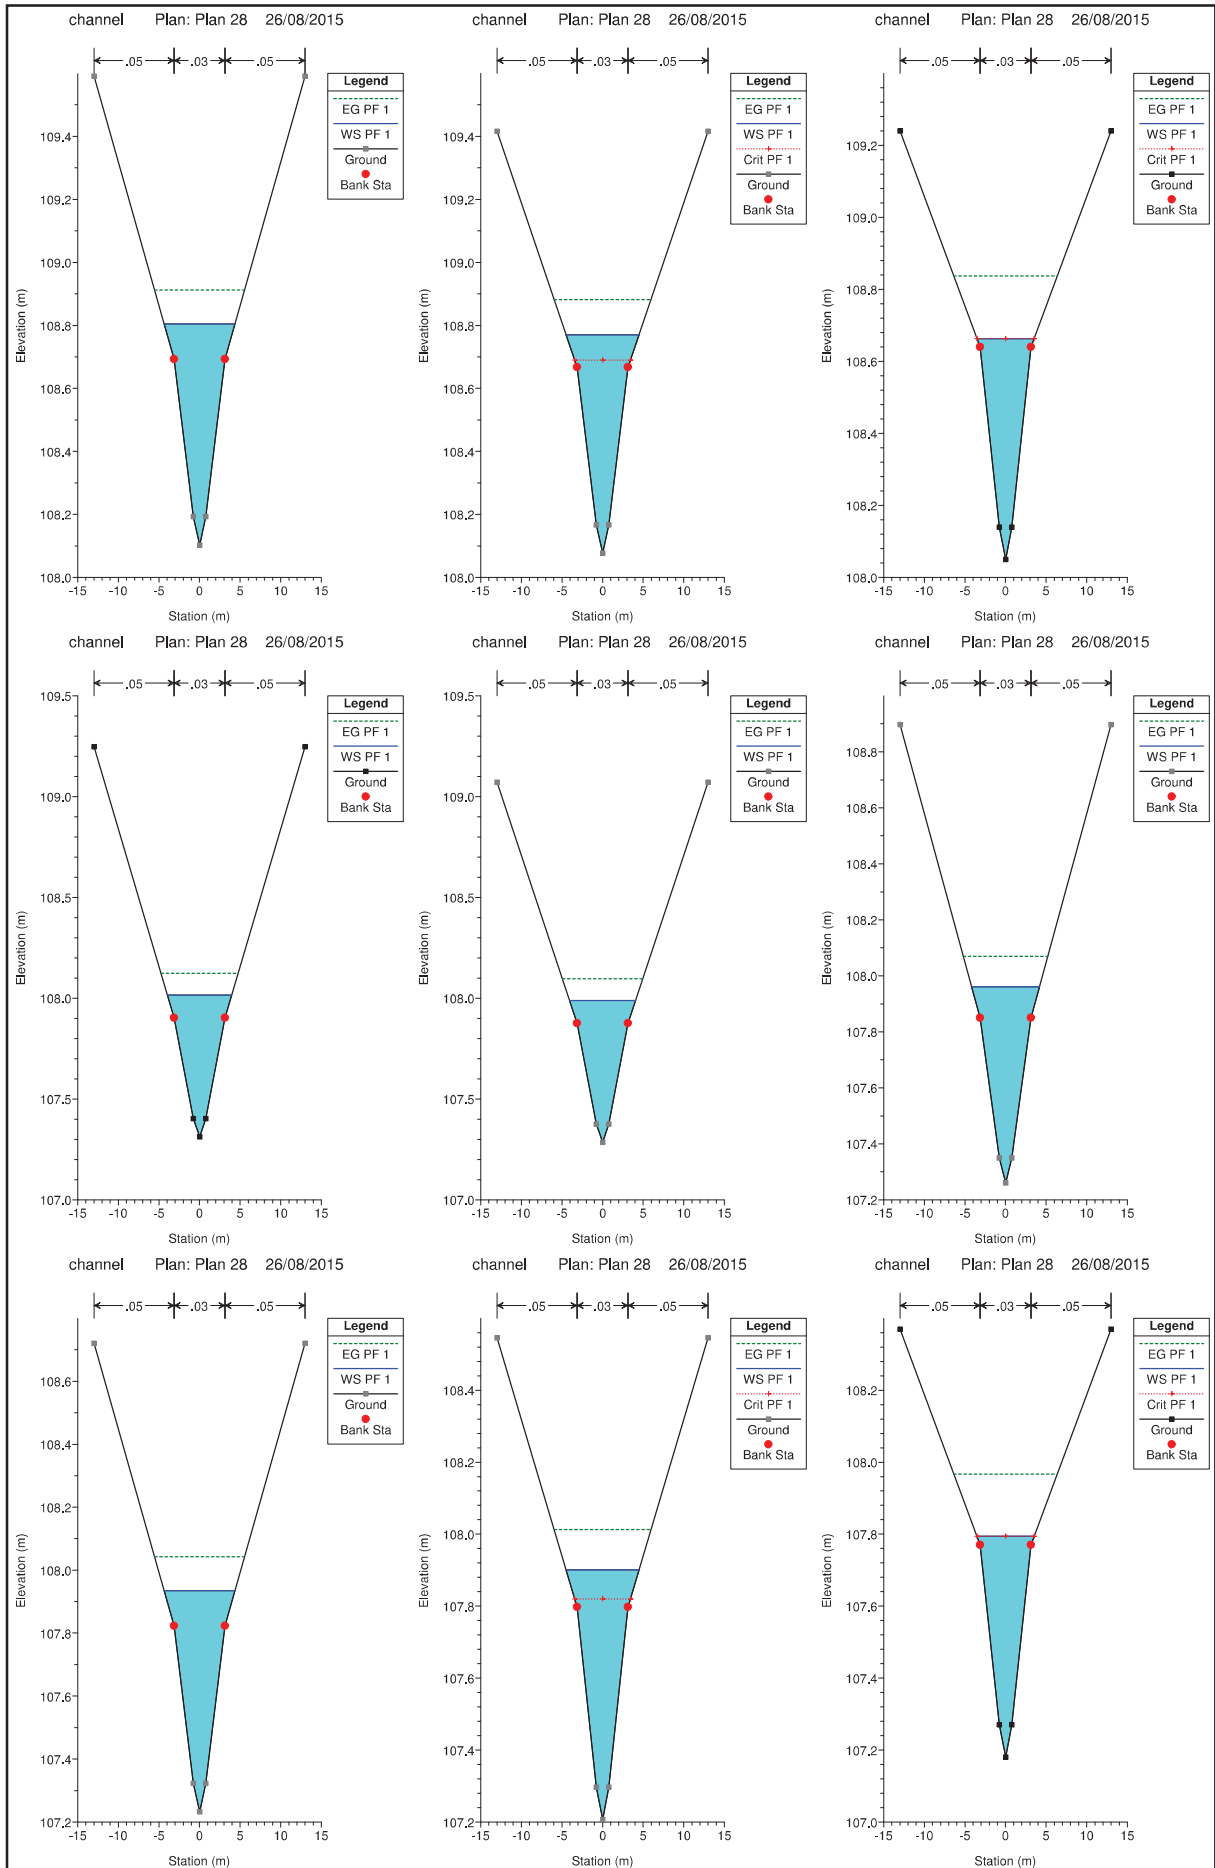 channel Plan: Plan 28 26/08/2015
.05 .03 .05
Legend
EG PF 1
WS PF 1
Ground
Bank Sta
109.4
109.2
109.0
108.8
108.6
108.4
108.2
108.0
Elevation (m)
-15 -10 -5 0 5 10 15
Station (m)
channel Plan: Plan 28 26/08/2015
.05 .03 .05
Legend
EG PF 1
WS PF 1
Crit PF 1
Ground
Bank Sta
109.4
109.2
109.0
108.8
108.6
108.4
108.2
108.0
Elevation (m)
-15 -10 -5 0 5 10 15
Station (m)
channel Plan: Plan 28 26/08/2015
.05 .03 .05
Legend
EG PF 1
WS PF 1
Crit PF 1
Ground
Bank Sta
109.2
109.0
108.8
108.6
108.4
108.2
108.0
Elevation (m)
-15 -10 -5 0 5 10 15
Station (m)
channel Plan: Plan 28 26/08/2015
.05 .03 .05
Legend
EG PF 1
WS PF 1
Ground
Bank Sta
109.5
109.0
108.5
108.0
107.5
107.0
Elevation (m)
-15 -10 -5 0 5 10 15
Station (m)
channel Plan: Plan 28 26/08/2015
.05 .03 .05
Legend
EG PF 1
WS PF 1
Ground
Bank Sta
109.5
109.0
108.5
108.0
107.5
107.0
Elevation (m)
-15 -10 -5 0 5 10 15
Station (m)
channel Plan: Plan 28 26/08/2015
.05 .03 .05
Legend
EG PF 1
WS PF 1
Ground
Bank Sta
108.8
108.6
108.4
108.2
108.0
107.8
107.6
107.4
107.2
Elevation (m)
-15 -10 -5 0 5 10 15
Station (m)
channel Plan: Plan 28 26/08/2015
.05 .03 .05
Legend
EG PF 1
WS PF 1
Ground
Bank Sta
108.6
108.4
108.2
108.0
107.8
107.6
107.4
107.2
Elevation (m)
-15 -10 -5 0 5 10 15
Station (m)
channel Plan: Plan 28 26/08/2015
.05 .03 .05
Legend
EG PF 1
WS PF 1
Crit PF 1
Ground
Bank Sta
108.4
108.2
108.0
107.8
107.6
107.4
107.2
Elevation (m)
-15 -10 -5 0 5 10 15
Station (m)
channel Plan: Plan 28 26/08/2015
.05 .03 .05
Legend
EG PF 1
WS PF 1
Crit PF 1
Ground
Bank Sta
108.2
108.0
107.8
107.6
107.4
107.2
107.0
Elevation (m)
-15 -10 -5 0 5 10 15
Station (m)